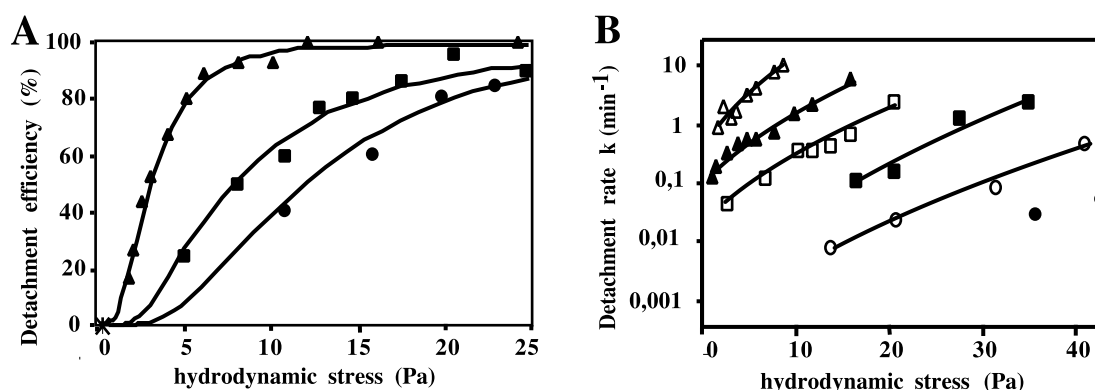 A
Detachment efficiency (%)
100
80
60
40
20
0
0 5 10 15 20 25
hydrodynamic stress (Pa)
B
Detachment rate k (min-1)
10
1
0,1
0,01
0,001
0 10 20 30 40
hydrodynamic stress (Pa)